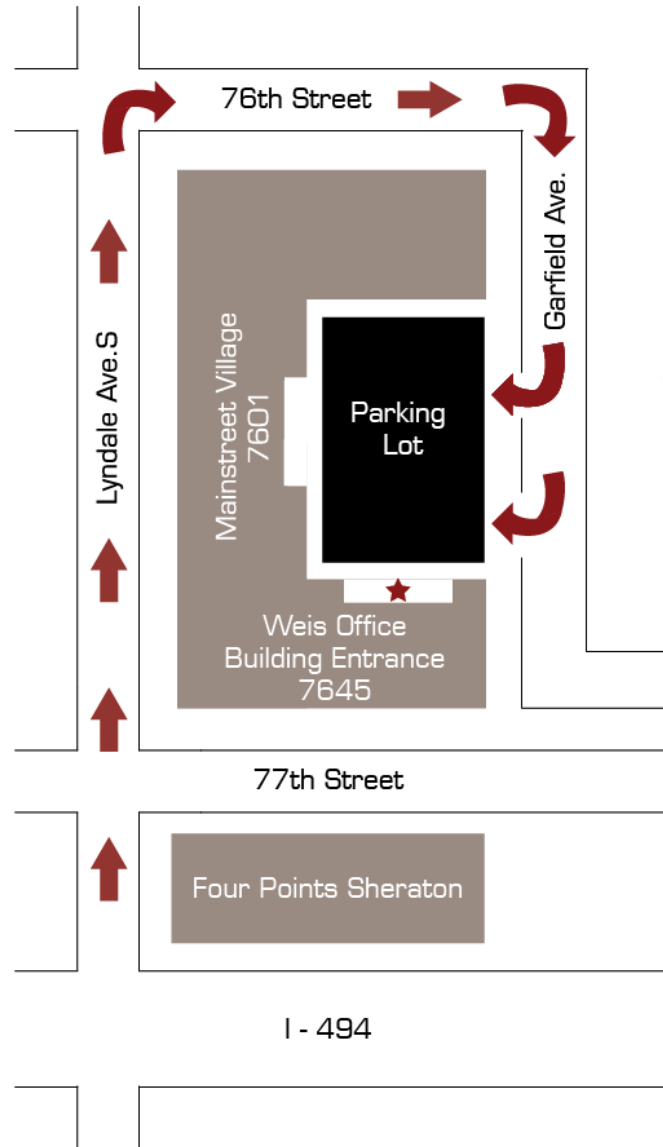 76th Street
Garfield Ave.
Lyndale Ave.S
Mainstreet Village
7601
Parking
Lot
Weis Office
Building Entrance
7645
77th Street
Four Points Sheraton
I - 494